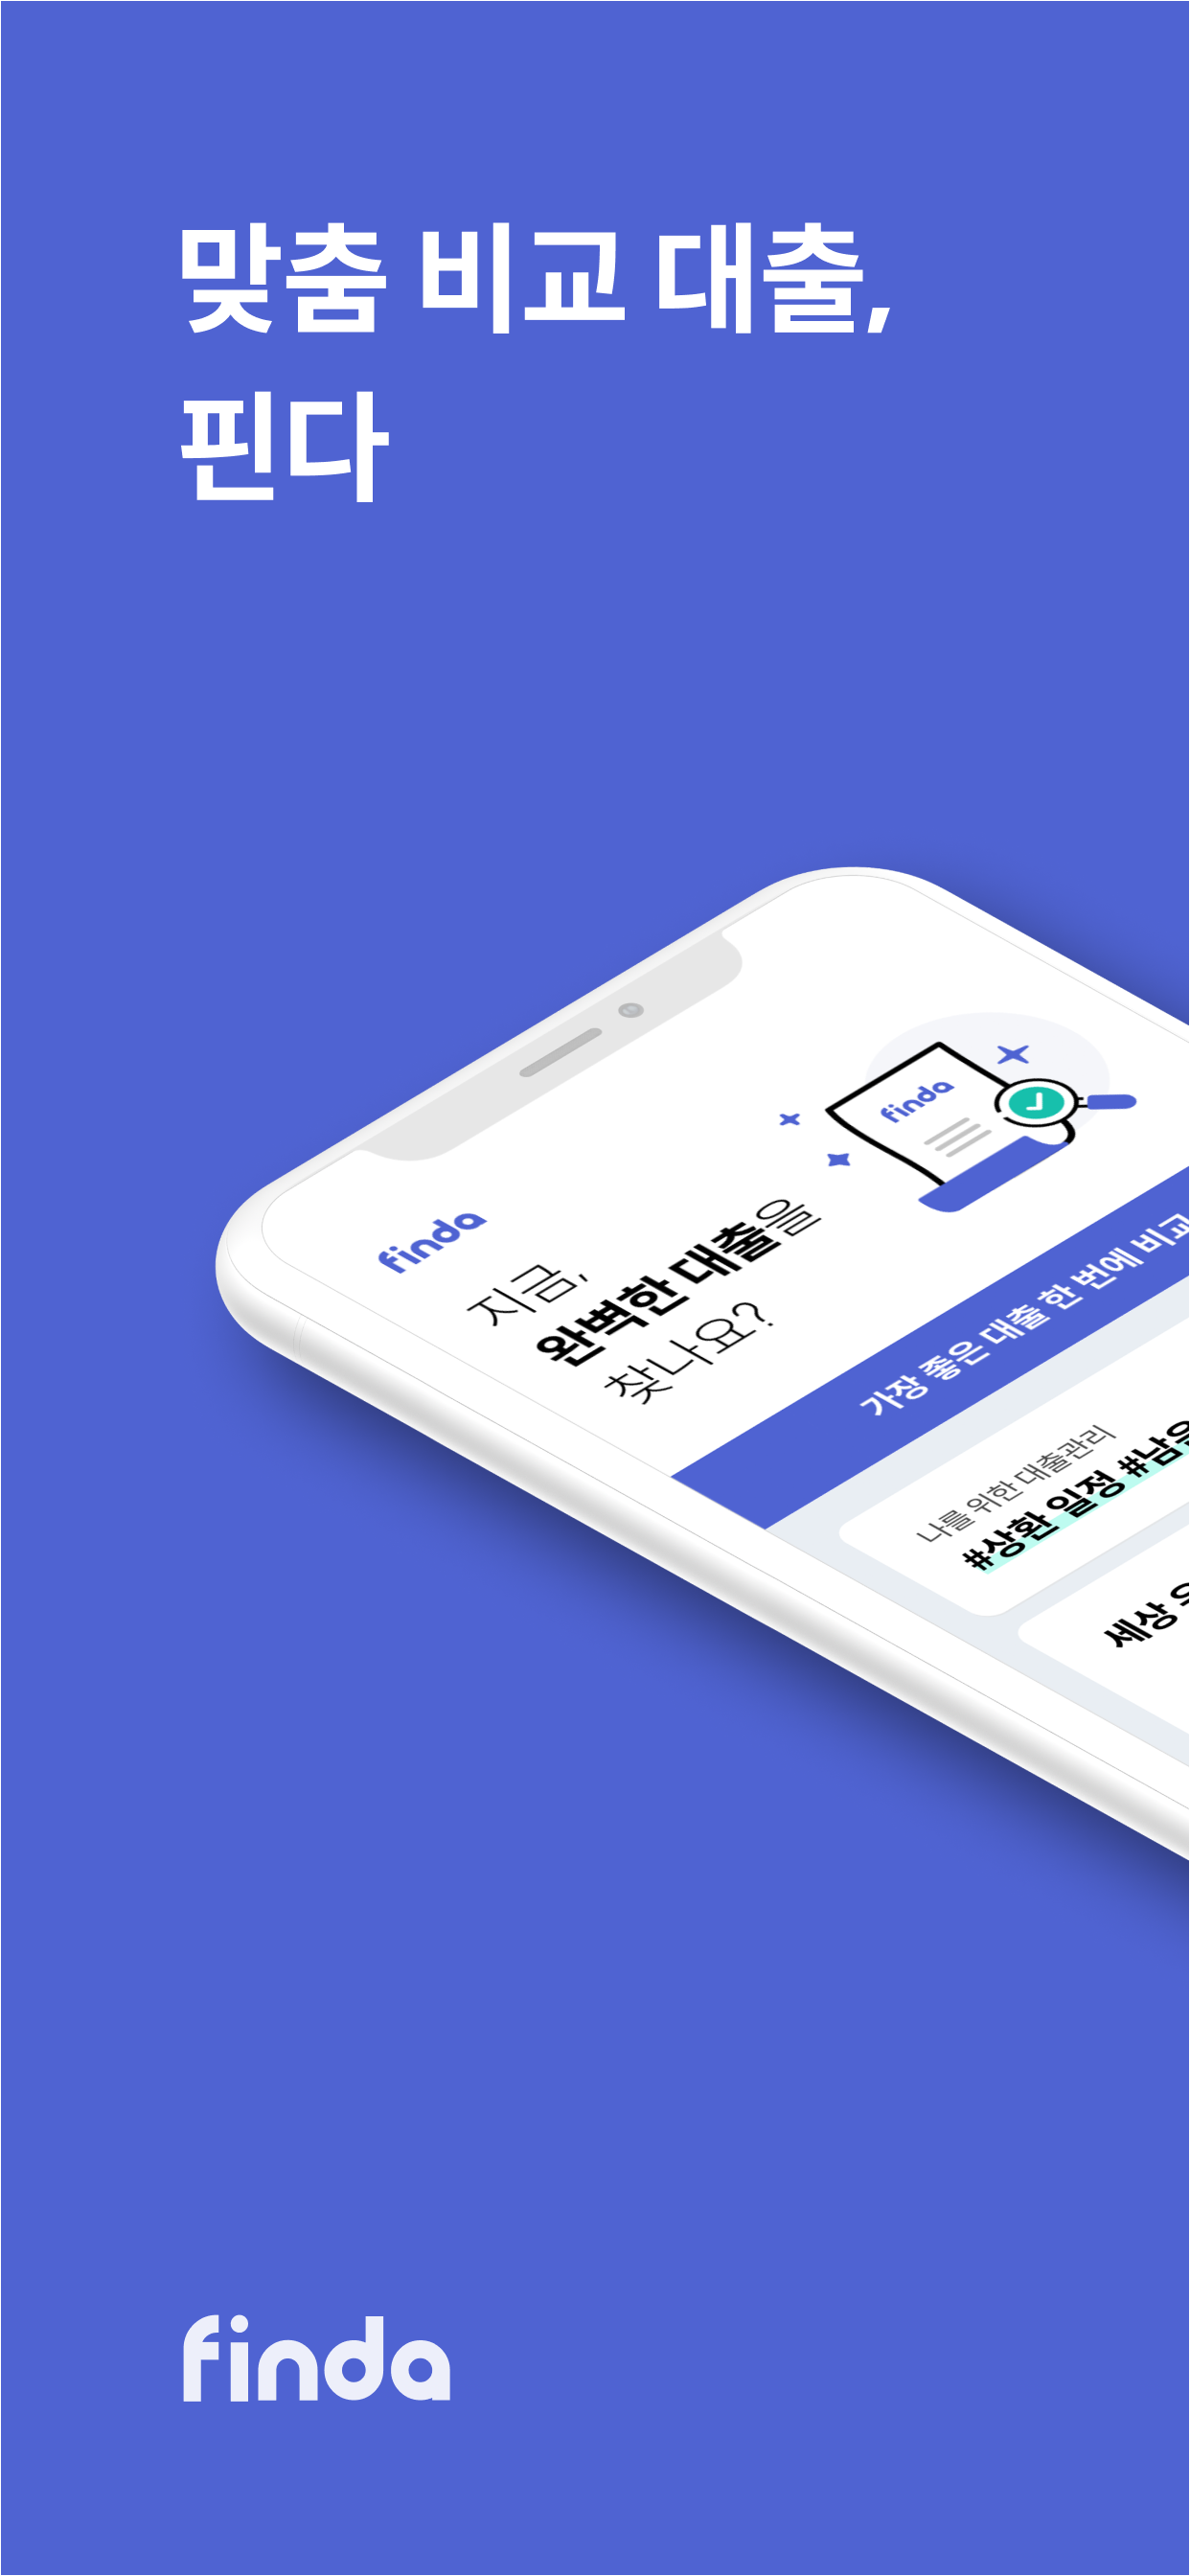 맞춤 비교 대출,
핀다
finda
finda
지금,
완벽한 대출을
찾나요?
가장 좋은 대출 한 번에 비교
나를 위한 대출관리
#상환 일정 #남은
세상
finda